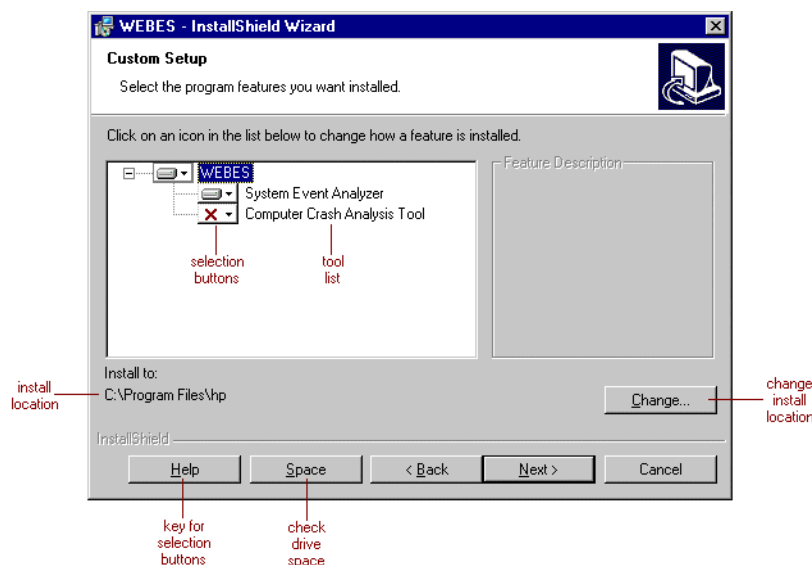 WEBES - InstallShield Wizard
Custom Setup
Select the program features you want installed.
Click on an icon in the list below to change how a feature is installed.
WEBES
Feature Description
System Event Analyzer
Computer Crash Analysis Tool
selection
buttons
tool
list
Install to:
install
location
C:\Program Files\hp
Change...
change
install
location
InstallShield
Help
Space
< Back
Next >
Cancel
key for
selection
buttons
check
drive
space